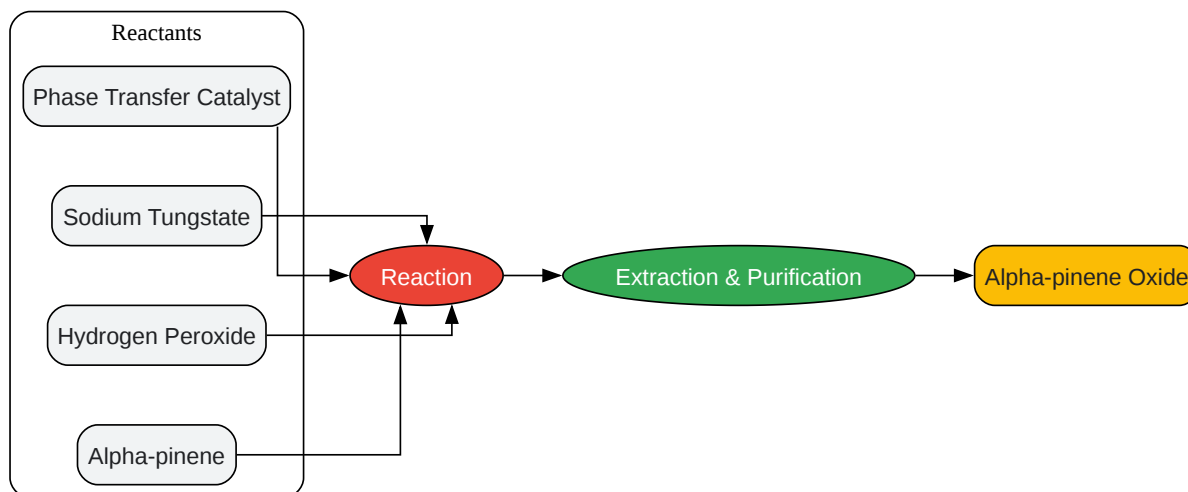 Reactants
Phase Transfer Catalyst
Sodium Tungstate
Hydrogen Peroxide
Alpha-pinene
Reaction
Extraction & Purification
Alpha-pinene Oxide